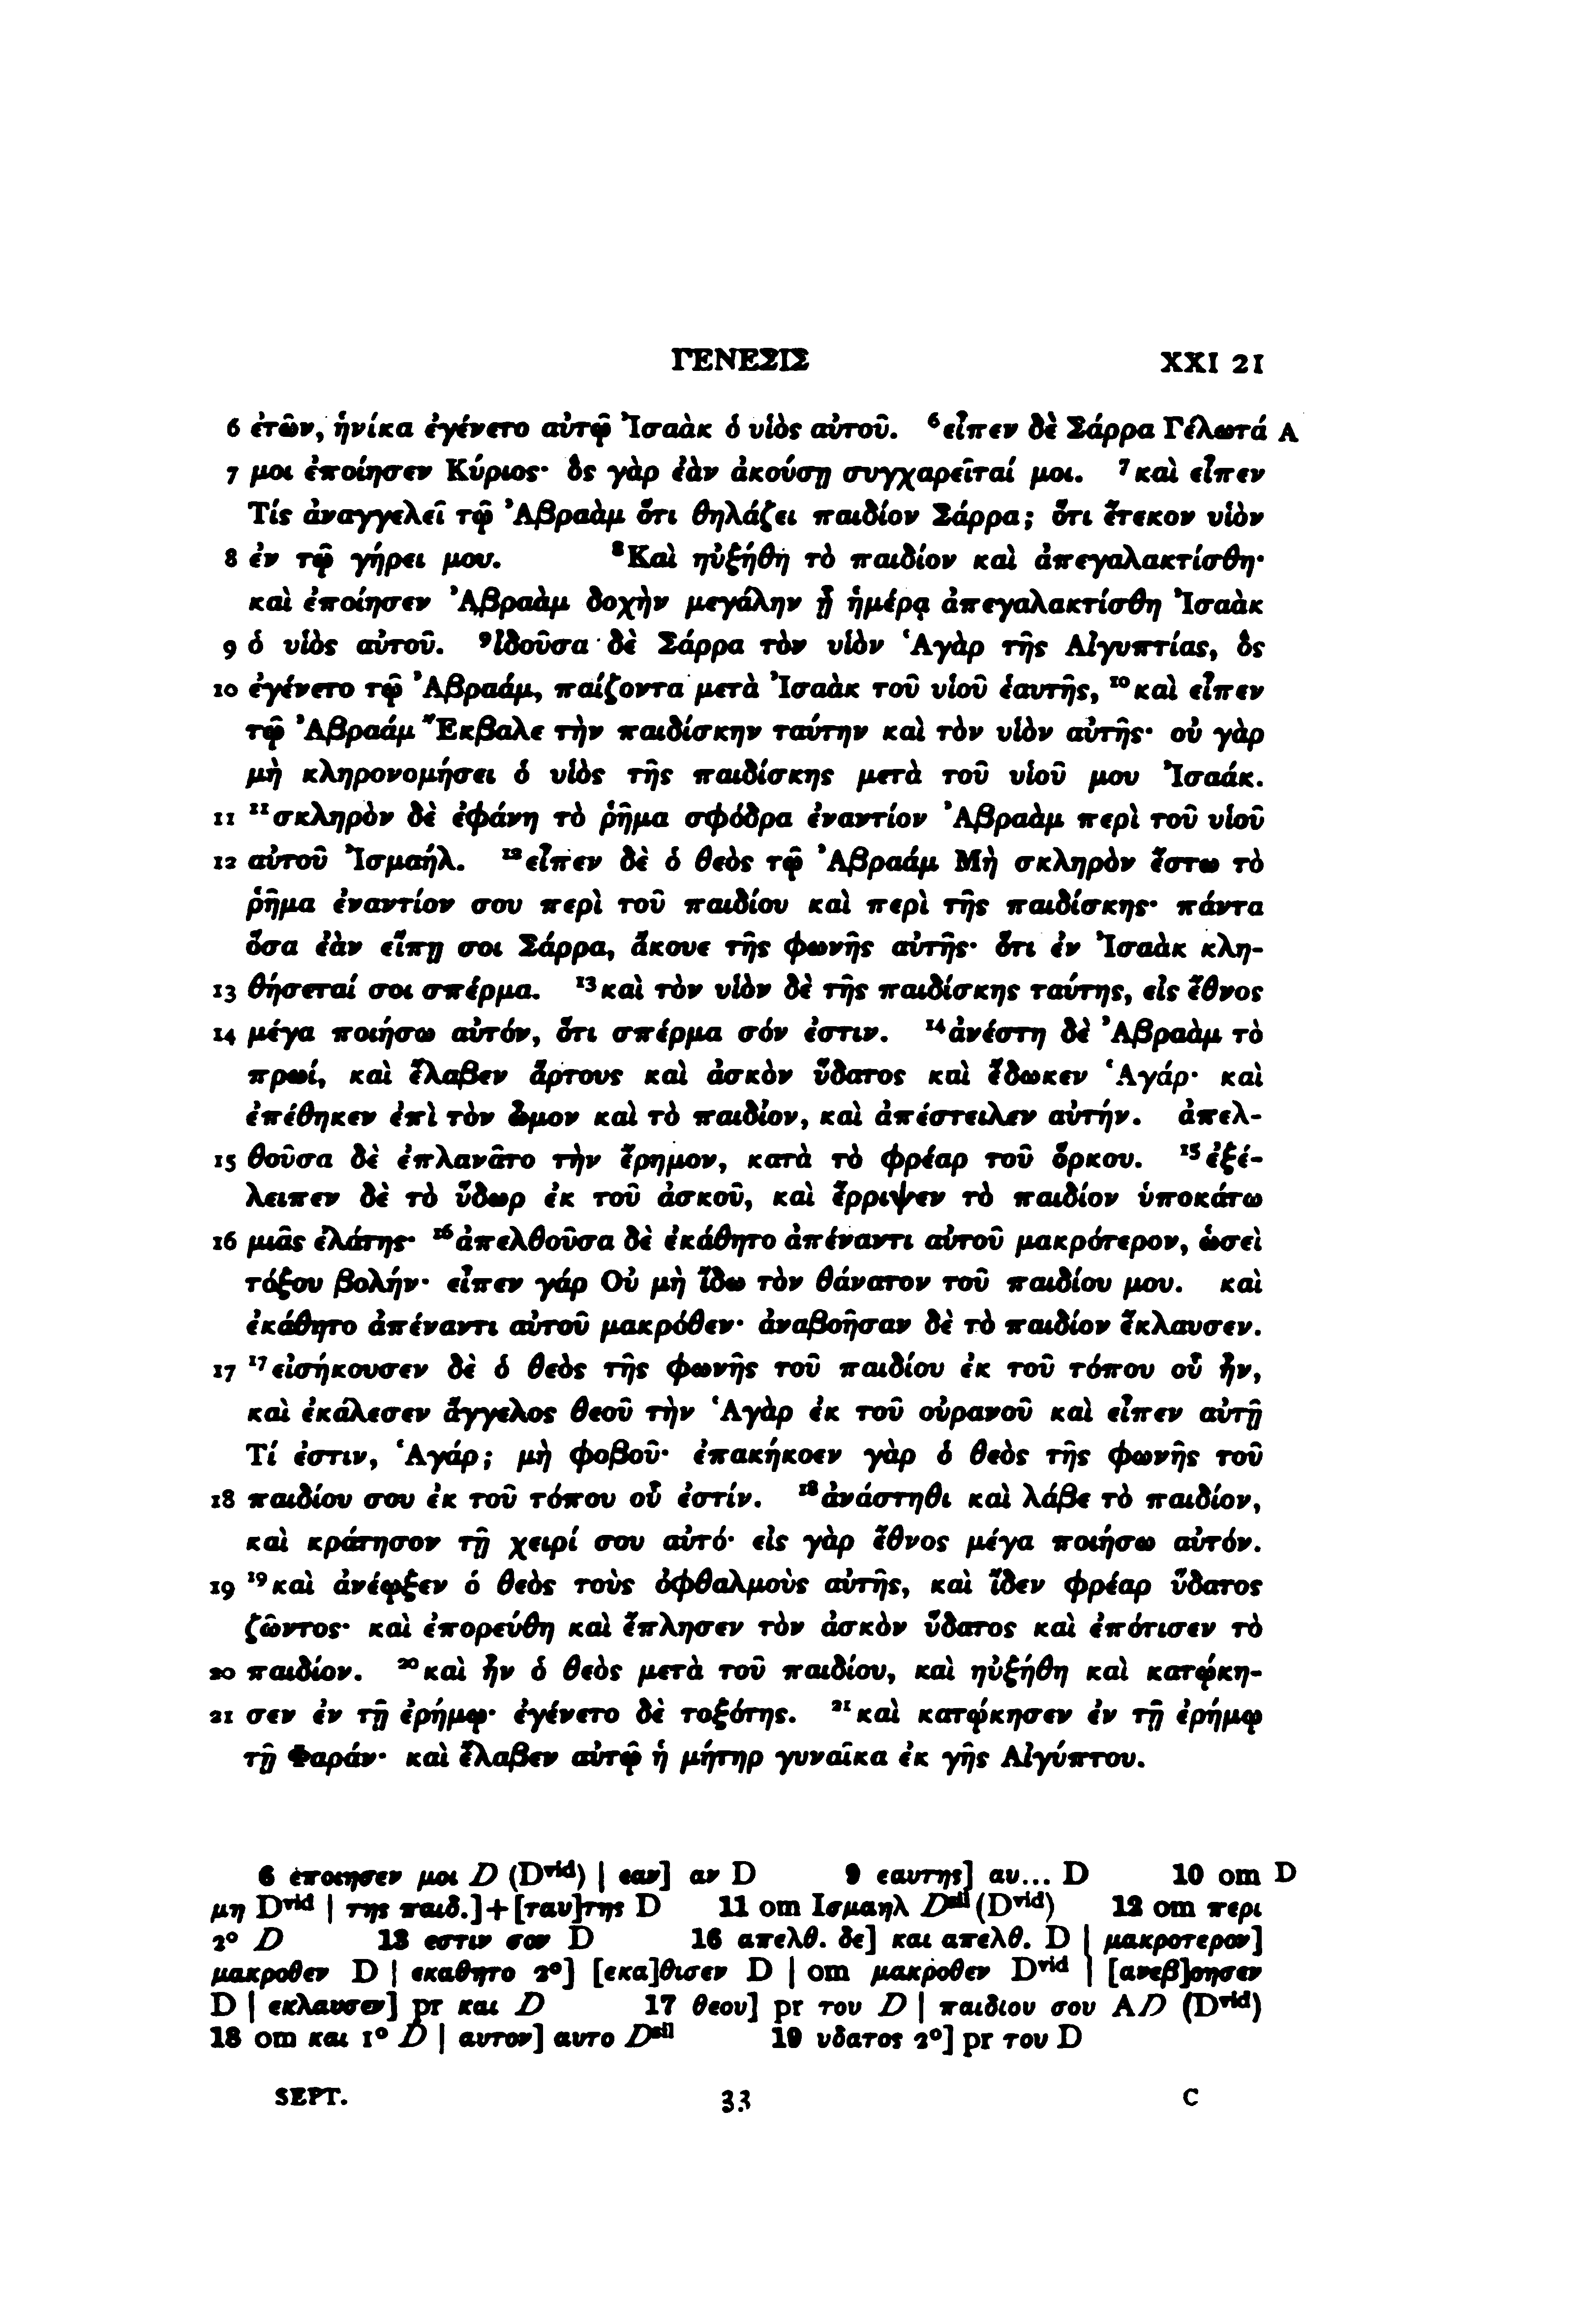 ΓΕΝΕΣΙΣ XXI 21
6 ἐτῶν, ἡνίκα ἐγένετο αὐτῷ Ἰσαὰκ ὁ υἱὸς αὐτοῦ. ⁶εἶπεν δὲ Σάρρα Γέλωτά A
7 μοι ἐποίησεν Κύριος· ὃς γὰρ ἐὰν ἀκούσῃ συγχαρεῖταί μοι. ⁷καὶ εἶπεν
Τίς ἀναγγελεῖ τῷ Ἀβραὰμ ὅτι θηλάζει παιδίον Σάρρα; ὅτι ἔτεκον υἱὸν
8 ἐν τῷ γήρει μου. ⁸Καὶ ηὐξήθη τὸ παιδίον καὶ ἀπεγαλακτίσθη·
καὶ ἐποίησεν Ἀβραὰμ δοχὴν μεγάλην ᾗ ἡμέρᾳ ἀπεγαλακτίσθη Ἰσαὰκ
9 ὁ υἱὸς αὐτοῦ. ⁹ἰδοῦσα δὲ Σάρρα τὸν υἱὸν Ἁγὰρ τῆς Αἰγυπτίας, ὃς
10 ἐγένετο τῷ Ἀβραάμ, παίζοντα μετὰ Ἰσαὰκ τοῦ υἱοῦ ἑαυτῆς, ¹⁰καὶ εἶπεν
τῷ Ἀβραάμ Ἔκβαλε τὴν παιδίσκην ταύτην καὶ τὸν υἱὸν αὐτῆς· οὐ γὰρ
μὴ κληρονομήσει ὁ υἱὸς τῆς παιδίσκης μετὰ τοῦ υἱοῦ μου Ἰσαάκ.
11 ¹¹σκληρὸν δὲ ἐφάνη τὸ ῥῆμα σφόδρα ἐναντίον Ἀβραὰμ περὶ τοῦ υἱοῦ
12 αὐτοῦ Ἰσμαήλ. ¹²εἶπεν δὲ ὁ θεὸς τῷ Ἀβραάμ Μὴ σκληρὸν ἔστω τὸ
ῥῆμα ἐναντίον σου περὶ τοῦ παιδίου καὶ περὶ τῆς παιδίσκης· πάντα
ὅσα ἐὰν εἴπῃ σοι Σάρρα, ἄκουε τῆς φωνῆς αὐτῆς· ὅτι ἐν Ἰσαὰκ κλη-
13 θήσεταί σοι σπέρμα. ¹³καὶ τὸν υἱὸν δὲ τῆς παιδίσκης ταύτης, εἰς ἔθνος
14 μέγα ποιήσω αὐτόν, ὅτι σπέρμα σόν ἐστιν. ¹⁴ἀνέστη δὲ Ἀβραὰμ τὸ
πρωί, καὶ ἔλαβεν ἄρτους καὶ ἀσκὸν ὕδατος καὶ ἔδωκεν Ἁγάρ· καὶ
ἐπέθηκεν ἐπὶ τὸν ὦμον καὶ τὸ παιδίον, καὶ ἀπέστειλεν αὐτήν. ἀπελ-
15 θοῦσα δὲ ἐπλανᾶτο τὴν ἔρημον, κατὰ τὸ φρέαρ τοῦ ὅρκου. ¹⁵ἐξέ-
λειπεν δὲ τὸ ὕδωρ ἐκ τοῦ ἀσκοῦ, καὶ ἔρριψεν τὸ παιδίον ὑποκάτω
16 μιᾶς ἐλάτης· ¹⁶ἀπελθοῦσα δὲ ἐκάθητο ἀπέναντι αὐτοῦ μακρότερον, ὡσεὶ
τόξου βολήν· εἶπεν γάρ Οὐ μὴ ἴδω τὸν θάνατον τοῦ παιδίου μου. καὶ
ἐκάθητο ἀπέναντι αὐτοῦ μακρόθεν· ἀναβοῆσαν δὲ τὸ παιδίον ἔκλαυσεν.
17 ¹⁷εἰσήκουσεν δὲ ὁ θεὸς τῆς φωνῆς τοῦ παιδίου ἐκ τοῦ τόπου οὗ ἦν,
καὶ ἐκάλεσεν ἄγγελος θεοῦ τὴν Ἁγὰρ ἐκ τοῦ οὐρανοῦ καὶ εἶπεν αὐτῇ
Τί ἐστιν, Ἁγάρ; μὴ φοβοῦ· ἐπακήκοεν γὰρ ὁ θεὸς τῆς φωνῆς τοῦ
18 παιδίου σου ἐκ τοῦ τόπου οὗ ἐστίν. ¹⁸ἀνάστηθι καὶ λάβε τὸ παιδίον,
καὶ κράτησον τῇ χειρί σου αὐτό· εἰς γὰρ ἔθνος μέγα ποιήσω αὐτόν.
19 ¹⁹καὶ ἀνέῳξεν ὁ θεὸς τοὺς ὀφθαλμοὺς αὐτῆς, καὶ ἴδεν φρέαρ ὕδατος
ζῶντος· καὶ ἐπορεύθη καὶ ἔπλησεν τὸν ἀσκὸν ὕδατος καὶ ἐπότισεν τὸ
20 παιδίον. ²⁰καὶ ἦν ὁ θεὸς μετὰ τοῦ παιδίου, καὶ ηὐξήθη καὶ κατῴκη-
21 σεν ἐν τῇ ἐρήμῳ· ἐγένετο δὲ τοξότης. ²¹καὶ κατῴκησεν ἐν τῇ ἐρήμῳ
τῇ Φαράν· καὶ ἔλαβεν αὐτῷ ἡ μήτηρ γυναῖκα ἐκ γῆς Αἰγύπτου.
6 εποιησεν μοι D (Dᵛⁱᵈ) | εαν] αν D 9 εαυτης] αυ... D 10 om D
μη Dᵛⁱᵈ | της παιδ.]+[ταυ]της D 11 om Ισμαηλ Dˢⁱˡ (Dᵛⁱᵈ) 12 om περι
2° D 13 εστιν σον D 16 απελθ. δε] και απελθ. D | μακροτερον]
μακροθεν D | εκαθητο 2°] [εκα]θισεν D | om μακροθεν Dᵛⁱᵈ | [ανεβ]οησεν
D | εκλαυσεν] pr και D 17 θεου] pr του D | παιδιου σου AD (Dᵛⁱᵈ)
18 om και 1° D | αυτον] αυτο Dˢⁱˡ 19 υδατος 2°] pr του D
SEPT. 33 C